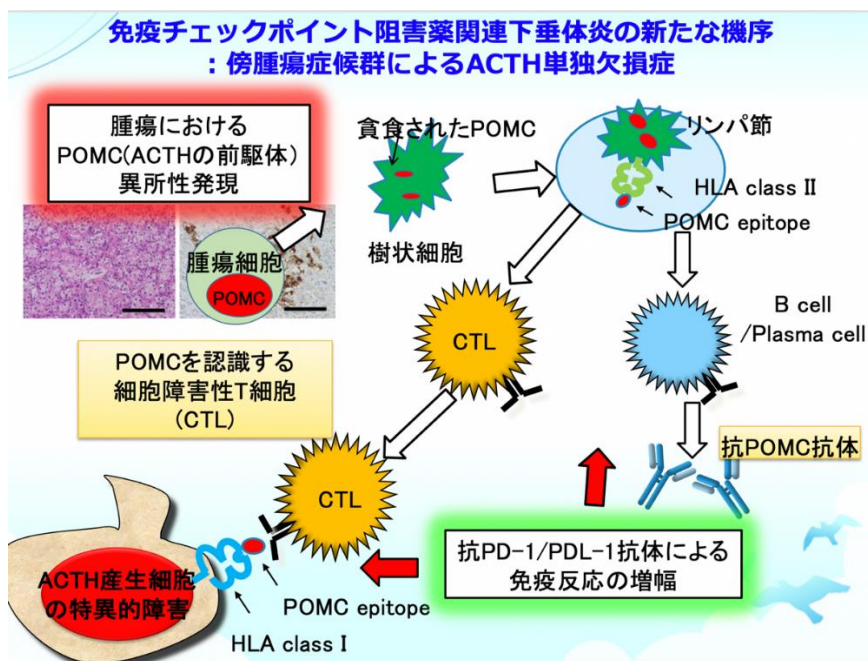 免疫チェックポイント阻害薬関連下垂体炎の新たな機序
：傍腫瘍症候群によるACTH単独欠損症
腫瘍における
POMC(ACTHの前駆体)
異所性発現
貪食されたPOMC
リンパ節
HLA class II
POMC epitope
樹状細胞
腫瘍細胞
POMC
CTL
B cell
/Plasma cell
POMCを認識する
細胞障害性T細胞
(CTL)
抗POMC抗体
CTL
抗PD-1/PDL-1抗体による
免疫反応の増幅
ACTH産生細胞
の特異的障害
POMC epitope
HLA class I